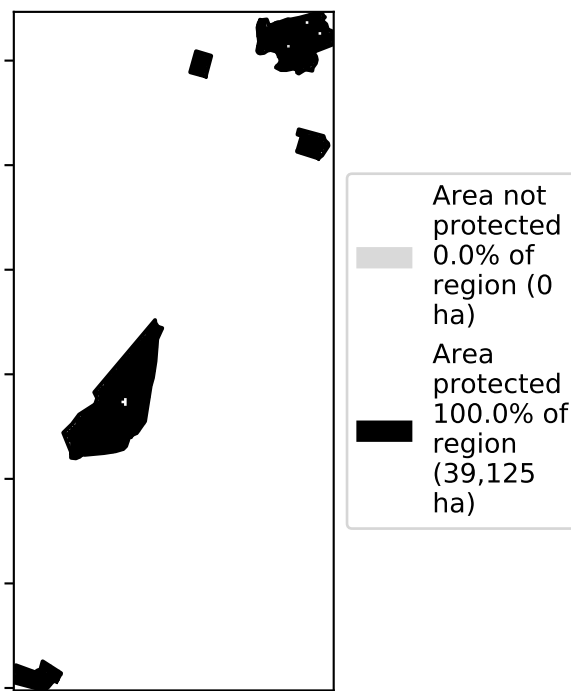 Area not
protected
0.0% of
region (0
ha)
Area
protected
100.0% of
region
(39,125
ha)